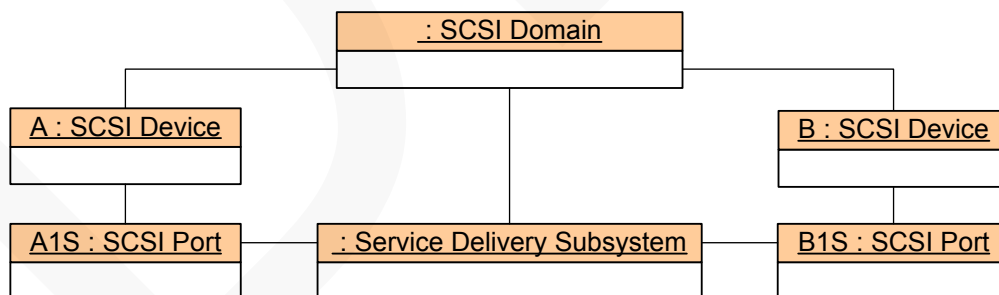 : SCSI Domain
A : SCSI Device
B : SCSI Device
A1S : SCSI Port
: Service Delivery Subsystem
B1S : SCSI Port